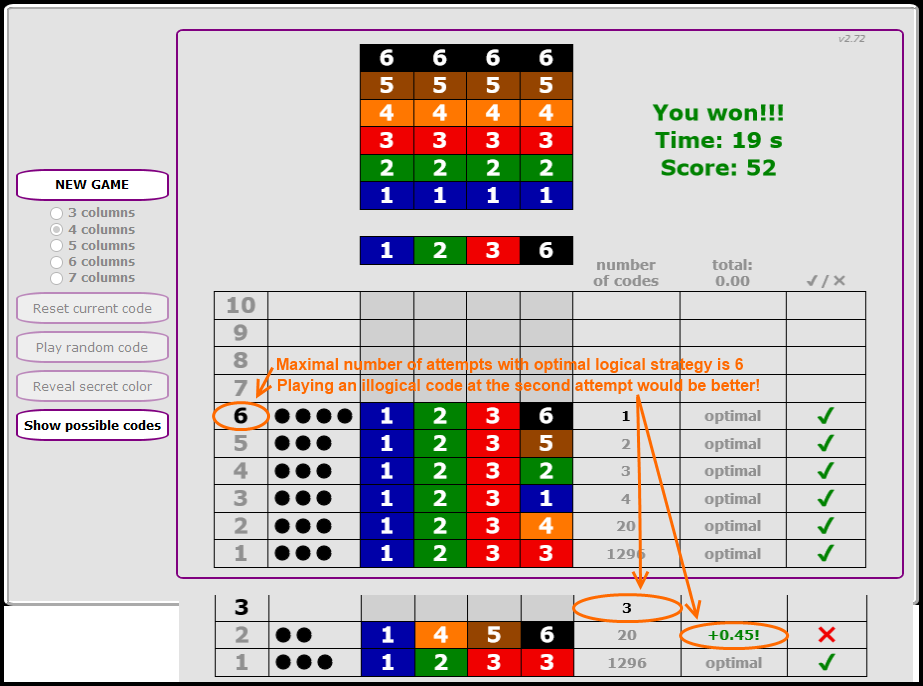 v2.72
6 6 6 6
5 5 5 5
4 4 4 4
3 3 3 3
2 2 2 2
1 1 1 1
You won!!!
Time: 19 s
Score: 52
NEW GAME
3 columns
4 columns
5 columns
6 columns
7 columns
Reset current code
Play random code
Reveal secret color
Show possible codes
1 2 3 6
number
of codes
total:
0.00
✓/✕
10
9
8
7
Maximal number of attempts with optimal logical strategy is 6
Playing an illogical code at the second attempt would be better!
6 1 2 3 6 1 optimal ✓
5 1 2 3 5 2 optimal ✓
4 1 2 3 2 3 optimal ✓
3 1 2 3 1 4 optimal ✓
2 1 2 3 4 20 optimal ✓
1 1 2 3 3 1296 optimal ✓
3 3
2 1 4 5 6 20 +0.45! ✕
1 1 2 3 3 1296 optimal ✓